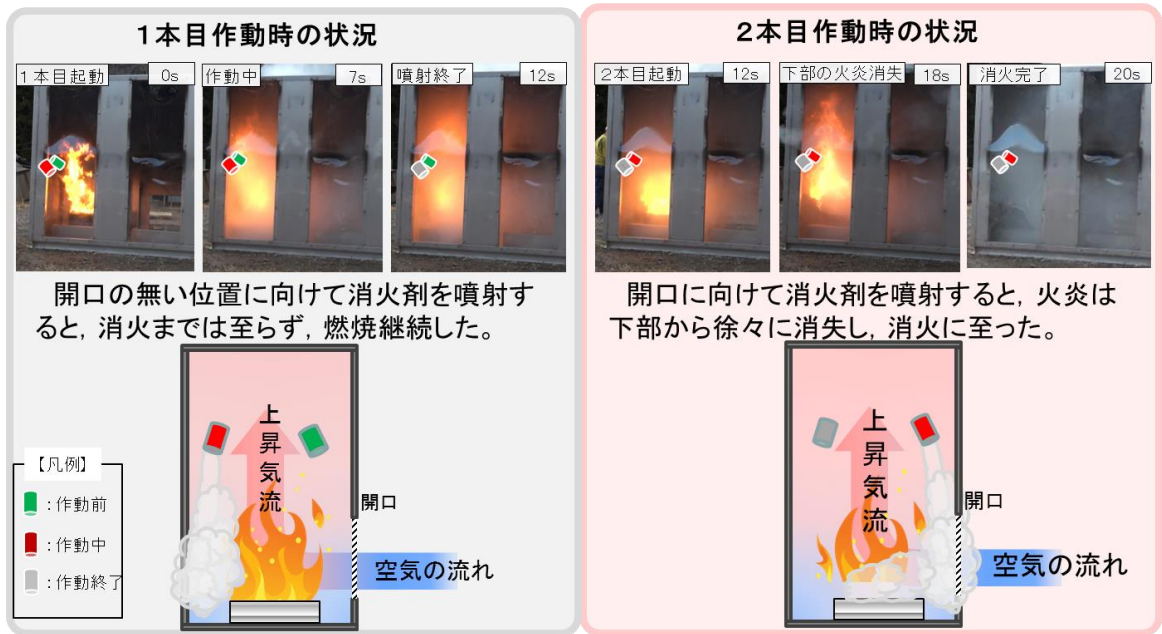 1本目作動時の状況
1本目起動 0s
作動中 7s
噴射終了 12s
開口の無い位置に向けて消火剤を噴射す
ると，消火までは至らず，燃焼継続した。
上昇気流
開口
空気の流れ
【凡例】
：作動前
：作動中
：作動終了
2本目作動時の状況
2本目起動 12s
下部の火炎消失 18s
消火完了 20s
開口に向けて消火剤を噴射すると，火炎は
下部から徐々に消失し，消火に至った。
上昇気流
開口
空気の流れ